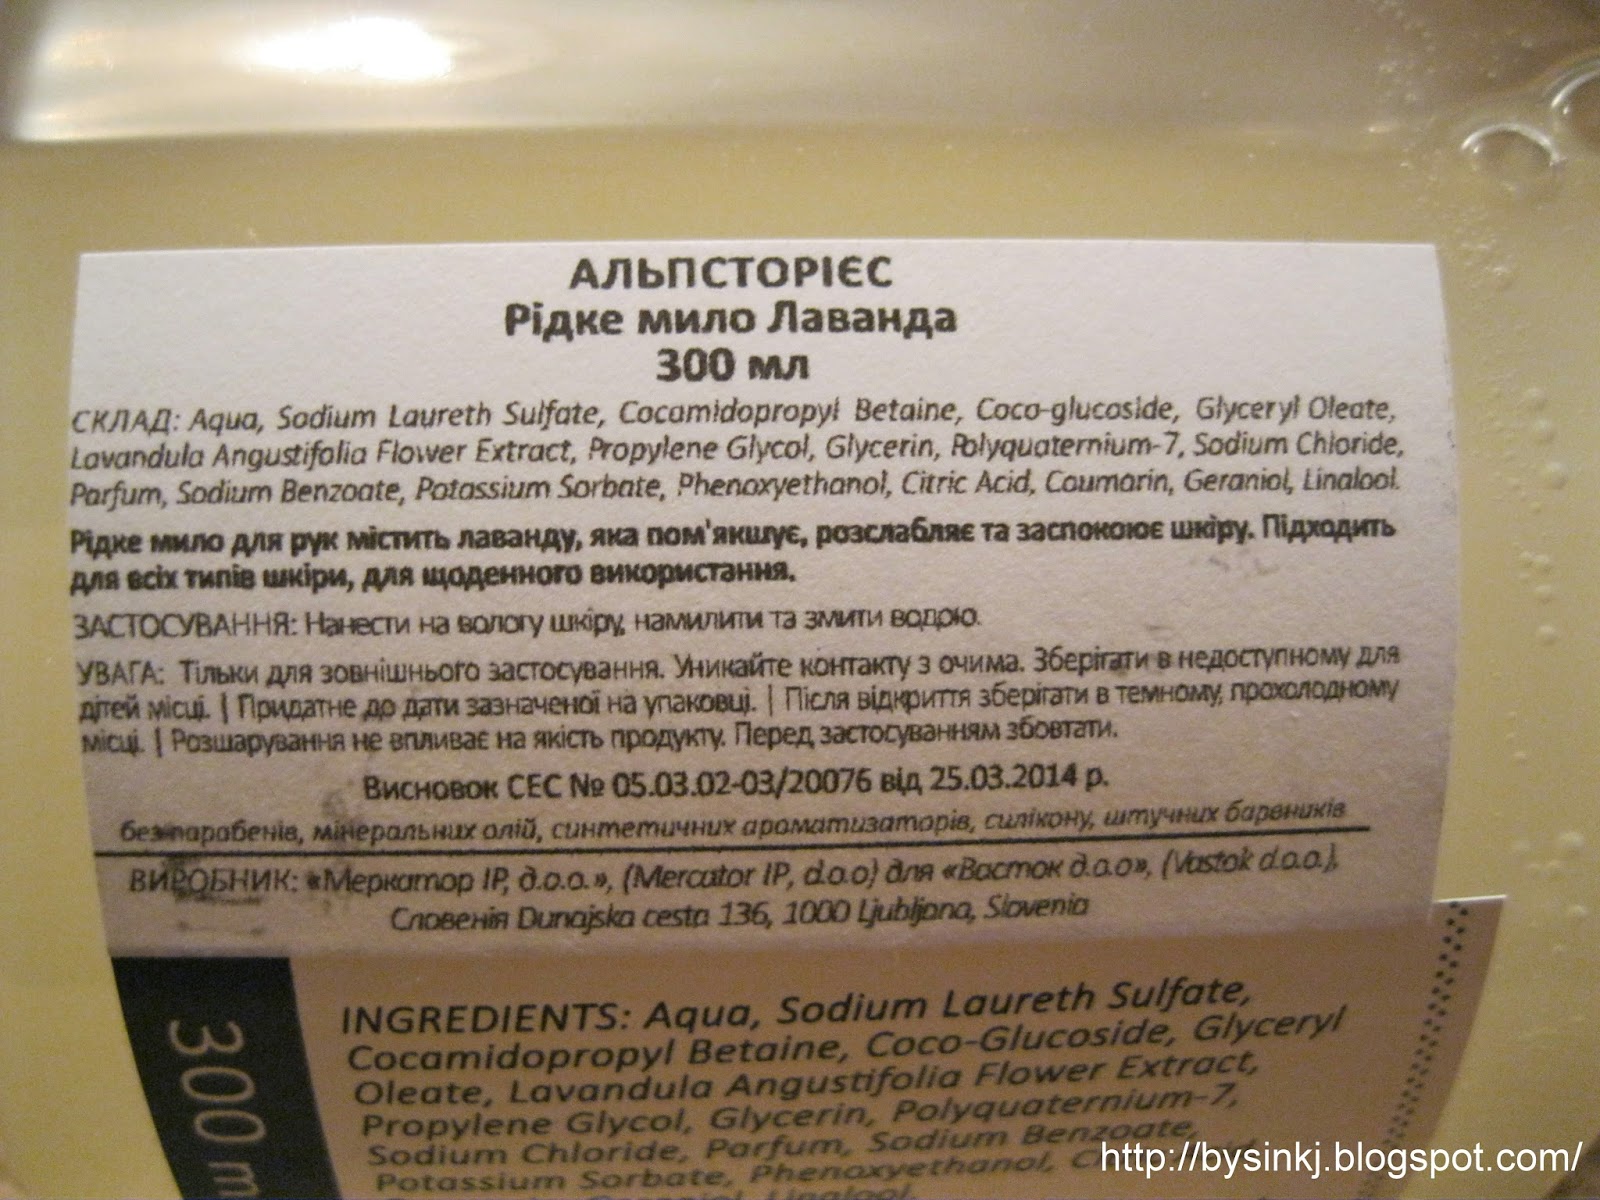 АЛЬПСТОРІЄС
Рідке мило Лаванда
300 мл
СКЛАД: Aqua, Sodium Laureth Sulfate, Cocamidopropyl Betaine, Coco-glucoside, Glyceryl Oleate,
Lavandula Angustifolia Flower Extract, Propylene Glycol, Glycerin, Polyquaternium-7, Sodium Chloride,
Parfum, Sodium Benzoate, Potassium Sorbate, Phenoxyethanol, Citric Acid, Coumarin, Geraniol, Linalool.
Рідке мило для рук містить лаванду, яка пом'якшує, розслабляє та заспокоює шкіру. Підходить
для всіх типів шкіри, для щоденного використання.
ЗАСТОСУВАННЯ: Нанести на вологу шкіру, намилити та змити водою.
УВАГА: Тільки для зовнішнього застосування. Уникайте контакту з очима. Зберігати в недоступному для
дітей місці. | Придатне до дати зазначеної на упаковці. | Після відкриття зберігати в темному, прохолодному
місці. | Розшарування не впливає на якість продукту. Перед застосуванням збовтати.
Висновок СЕС № 05.03.02-03/20076 від 25.03.2014 р.
без парабенів, мінеральних олій, синтетичних ароматизаторів, силікону, штучних барвників
ВИРОБНИК: «Меркатор IP, д.о.о.», (Mercator IP, d.o.o) для «Васток д.о.о», (Vastok d.o.o.),
Словенія Dunajska cesta 136, 1000 Ljubljana, Slovenia
INGREDIENTS: Aqua, Sodium Laureth Sulfate,
Cocamidopropyl Betaine, Coco-Glucoside, Glyceryl
Oleate, Lavandula Angustifolia Flower Extract,
Propylene Glycol, Glycerin, Polyquaternium-7,
Sodium Chloride, Parfum, Sodium Benzoate,
Potassium Sorbate, Phenoxyethanol,
Linalool.
300 m
http://bysinkj.blogspot.com/